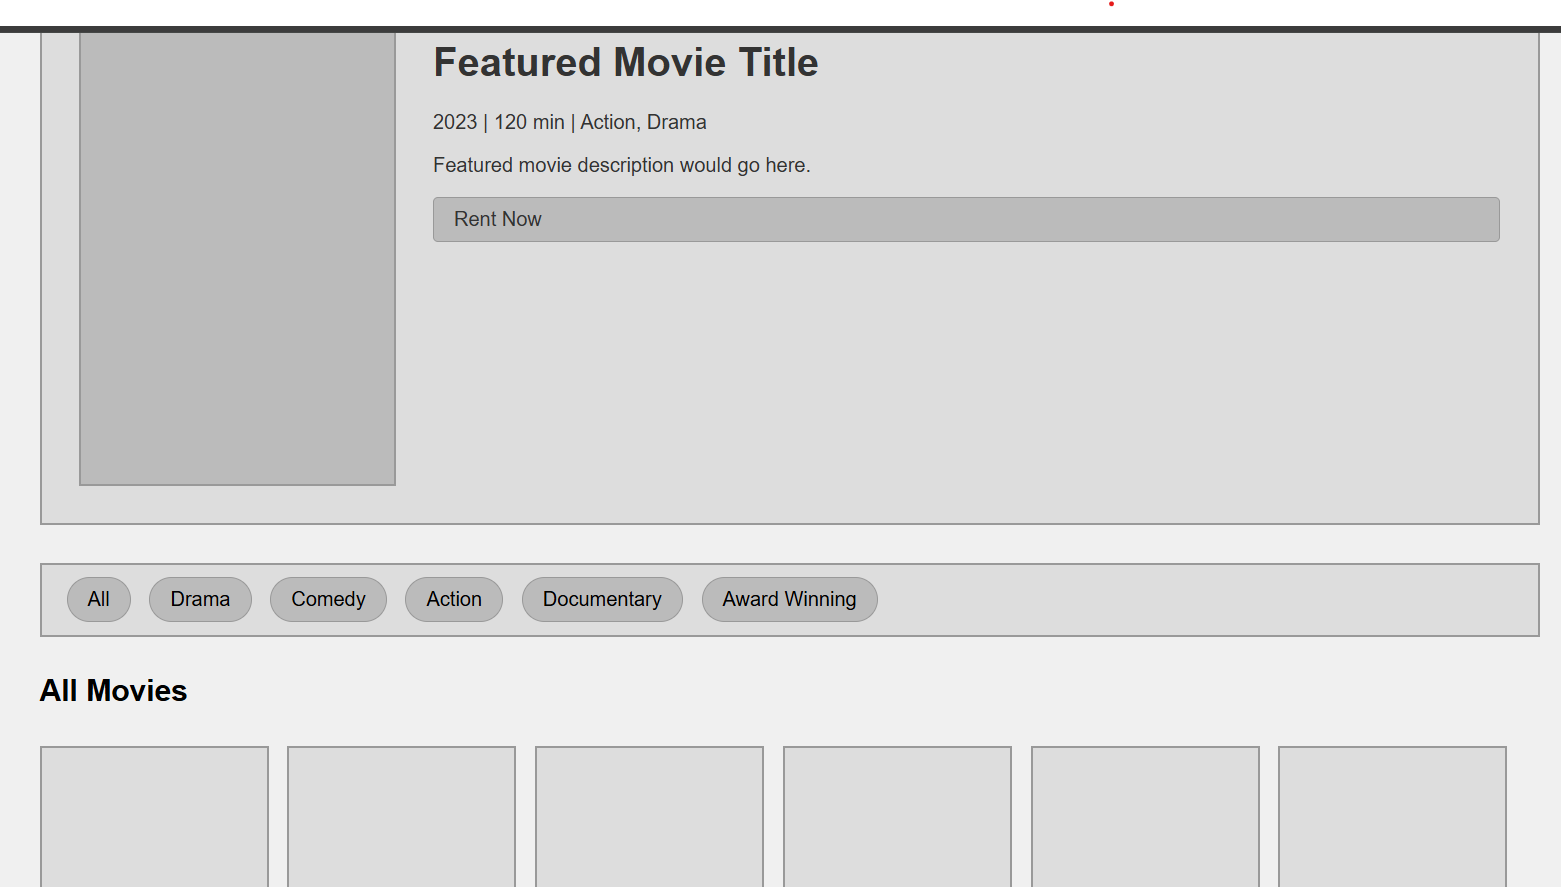 Featured Movie Title
2023 | 120 min | Action, Drama
Featured movie description would go here.
Rent Now
All Drama Comedy Action Documentary Award Winning
All Movies